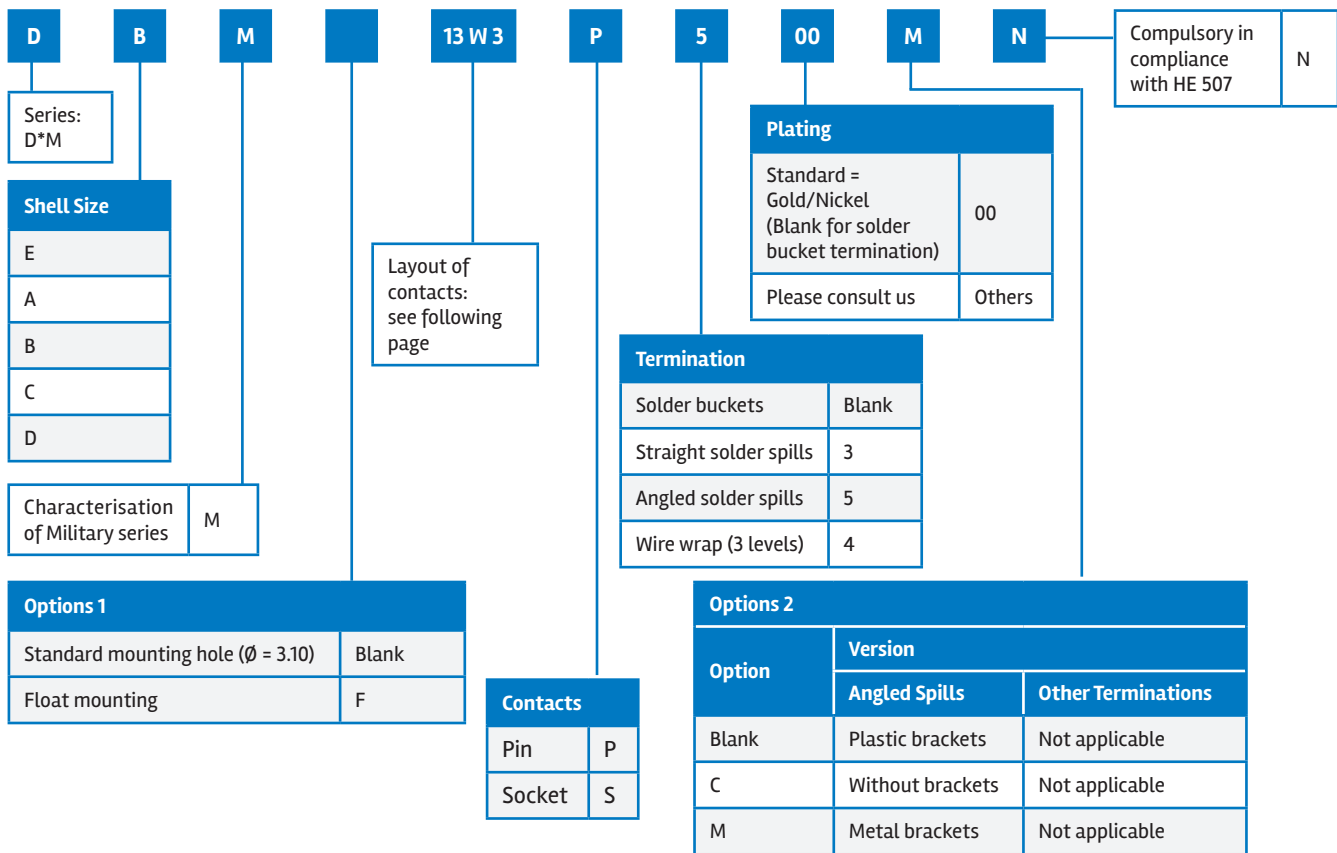 D B M 13 W 3 P 5 00 M N
Compulsory in
compliance
with HE 507
N
Series:
D*M
Shell Size
E
A
B
C
D
Characterisation
of Military series
M
Options 1
Standard mounting hole (Ø = 3.10) Blank
Float mounting F
Layout of
contacts:
see following
page
Contacts
Pin P
Socket S
Termination
Solder buckets Blank
Straight solder spills 3
Angled solder spills 5
Wire wrap (3 levels) 4
Plating
Standard =
Gold/Nickel
(Blank for solder
bucket termination)
00
Please consult us Others
Options 2
Option
Version
Angled Spills Other Terminations
Blank Plastic brackets Not applicable
C Without brackets Not applicable
M Metal brackets Not applicable